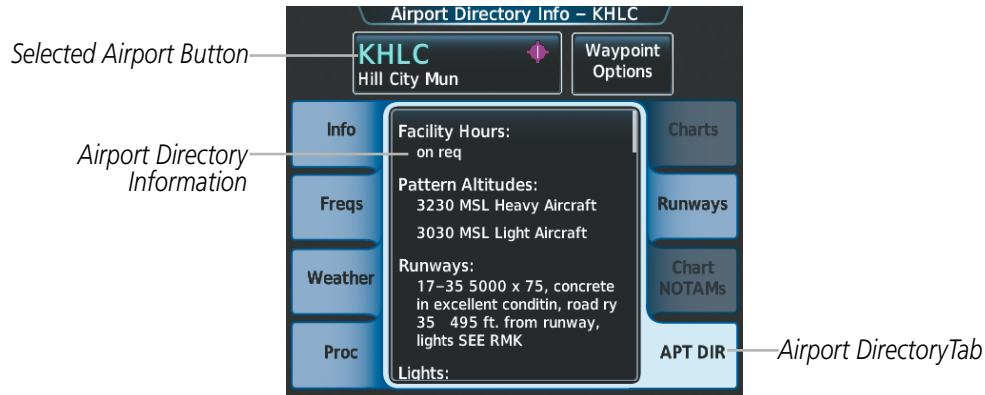 Airport Directory Info – KHLC
Selected Airport Button
KHLC
Hill City Mun
Waypoint
Options
Info
Freqs
Weather
Proc
Airport Directory
Information
Facility Hours:
on req
Pattern Altitudes:
3230 MSL Heavy Aircraft
3030 MSL Light Aircraft
Runways:
17–35 5000 x 75, concrete
in excellent conditin, road ry
35 495 ft. from runway,
lights SEE RMK
Lights:
Charts
Runways
Chart
NOTAMs
APT DIR
Airport DirectoryTab